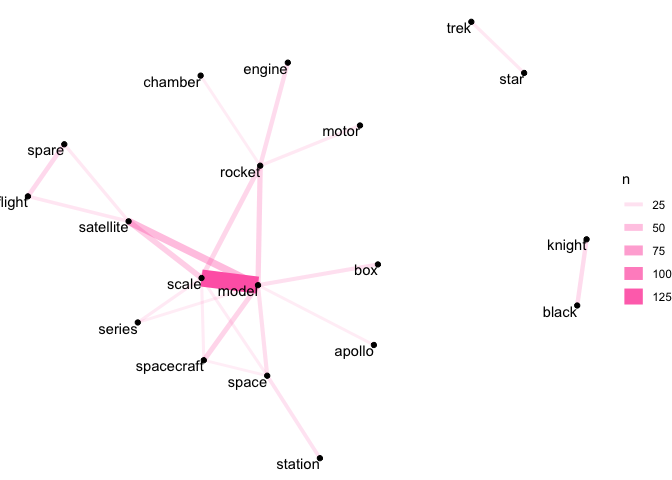 trek
star
engine
chamber
motor
spare
rocket
flight
n
25
satellite
50
knight
75
box
100
scale
model
125
black
series
apollo
spacecraft
space
station